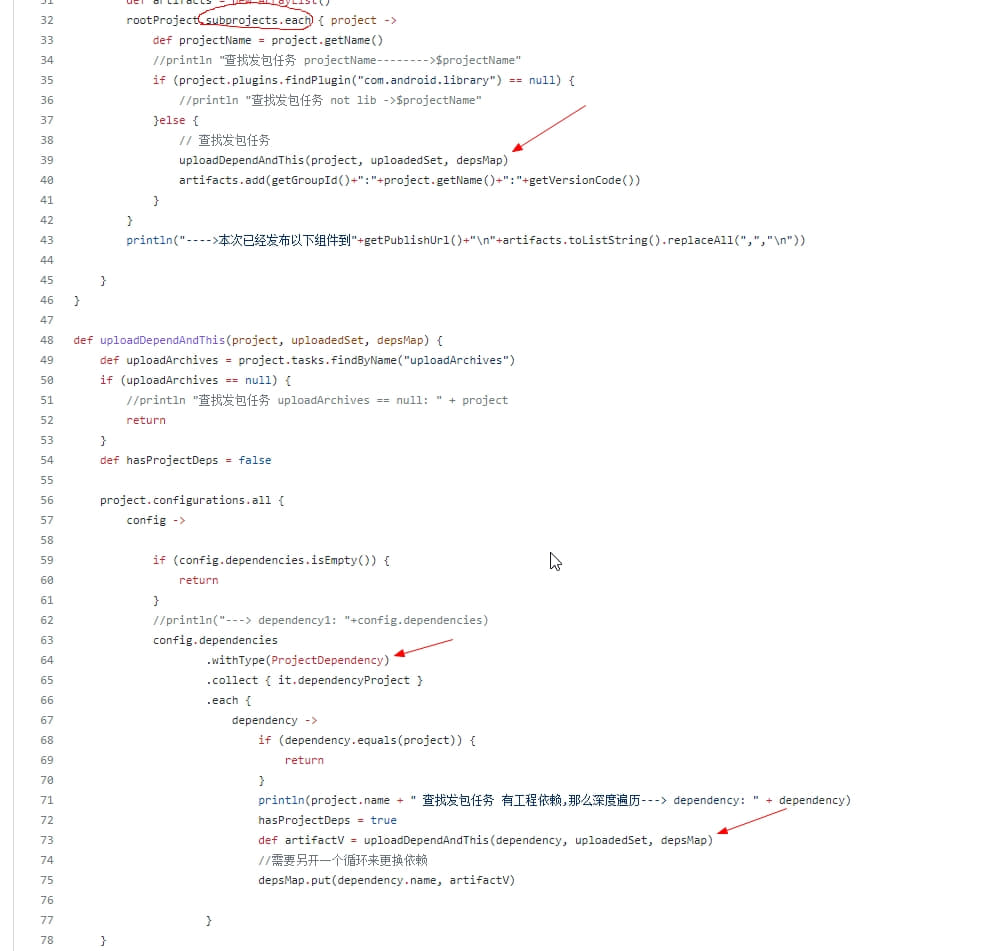 31 def artifacts = new ArrayList()
32 rootProject.subprojects.each { project ->
33 def projectName = project.getName()
34 //println "查找发包任务 projectName-------->$projectName"
35 if (project.plugins.findPlugin("com.android.library") == null) {
36 //println "查找发包任务 not lib ->$projectName"
37 }else {
38 // 查找发包任务
39 uploadDependAndThis(project, uploadedSet, depsMap)
40 artifacts.add(getGroupId()+":"+project.getName()+":"+getVersionCode())
41 }
42 }
43 println("---->本次已经发布以下组件到"+getPublishUrl()+"\n"+artifacts.toListString().replaceAll(",","\n"))
44
45 }
46 }
47
48 def uploadDependAndThis(project, uploadedSet, depsMap) {
49 def uploadArchives = project.tasks.findByName("uploadArchives")
50 if (uploadArchives == null) {
51 //println "查找发包任务 uploadArchives == null: " + project
52 return
53 }
54 def hasProjectDeps = false
55
56 project.configurations.all {
57 config ->
58
59 if (config.dependencies.isEmpty()) {
60 return
61 }
62 //println("---> dependency1: "+config.dependencies)
63 config.dependencies
64 .withType(ProjectDependency)
65 .collect { it.dependencyProject }
66 .each {
67 dependency ->
68 if (dependency.equals(project)) {
69 return
70 }
71 println(project.name + " 查找发包任务 有工程依赖,那么深度遍历---> dependency: " + dependency)
72 hasProjectDeps = true
73 def artifactV = uploadDependAndThis(dependency, uploadedSet, depsMap)
74 //需要另开一个循环来更换依赖
75 depsMap.put(dependency.name, artifactV)
76
77 }
78 }